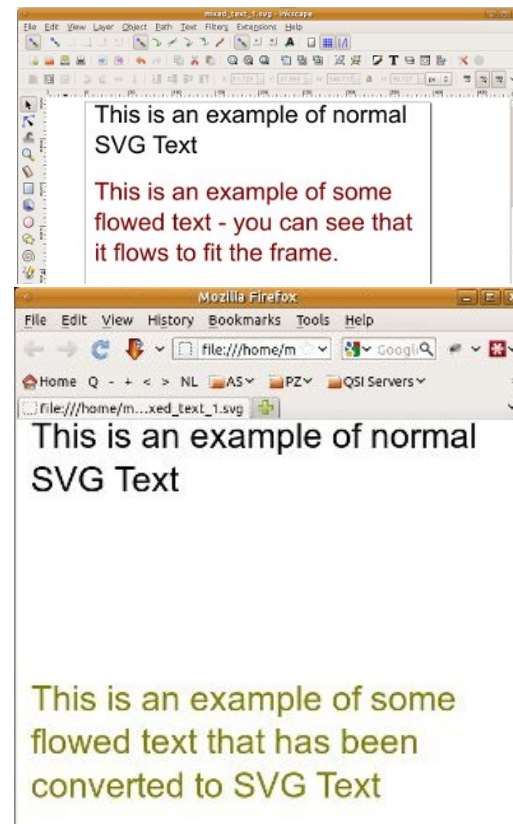 mixed_text_1.svg - Inkscape
File Edit View Layer Object Path Text Filters Extensions Help
This is an example of normal
SVG Text
This is an example of some
flowed text - you can see that
it flows to fit the frame.
Mozilla Firefox
File Edit View History Bookmarks Tools Help
file:///home/m Googl
Home Q - + < > NL AS PZ QSI Servers
file:///home/m...xed_text_1.svg
This is an example of normal
SVG Text
This is an example of some
flowed text that has been
converted to SVG Text